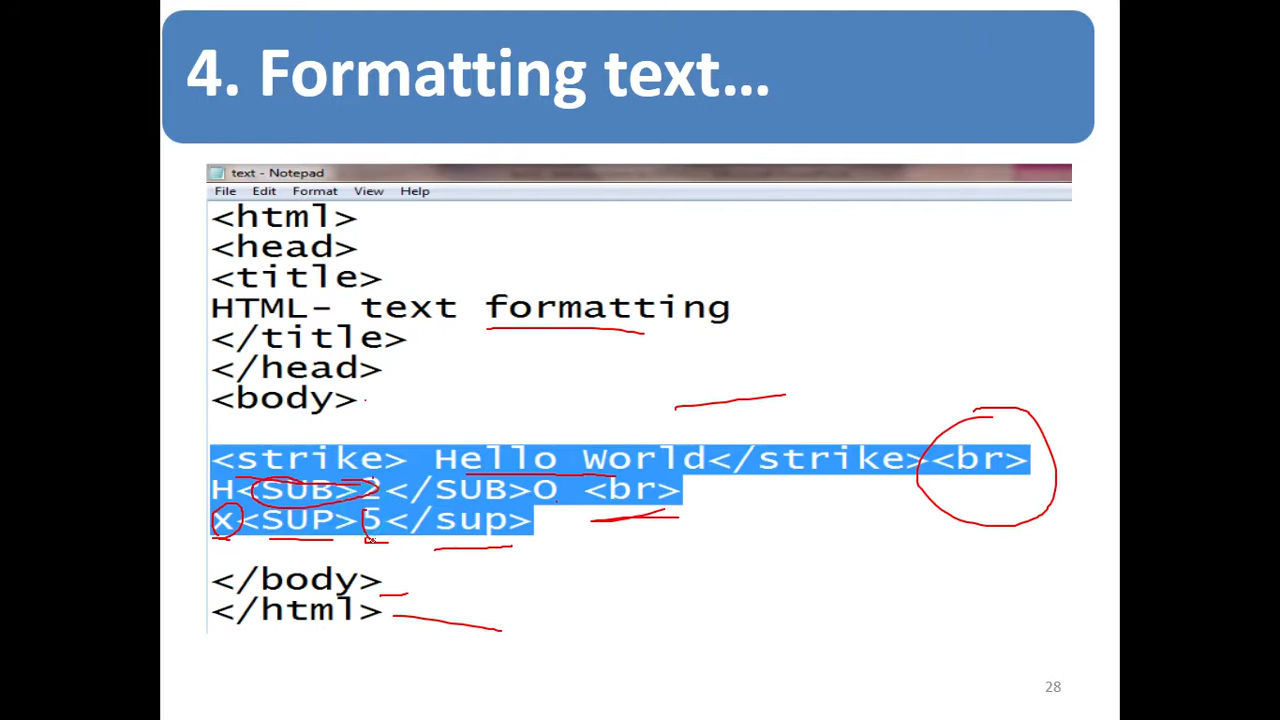 4. Formatting text...
text - Notepad
File Edit Format View Help
<html>
<head>
<title>
HTML- text formatting
</title>
</head>
<body>
<strike> Hello World</strike><br>
H<SUB>2</SUB>O <br>
x<SUP>5</sup>
</body>
</html>
28